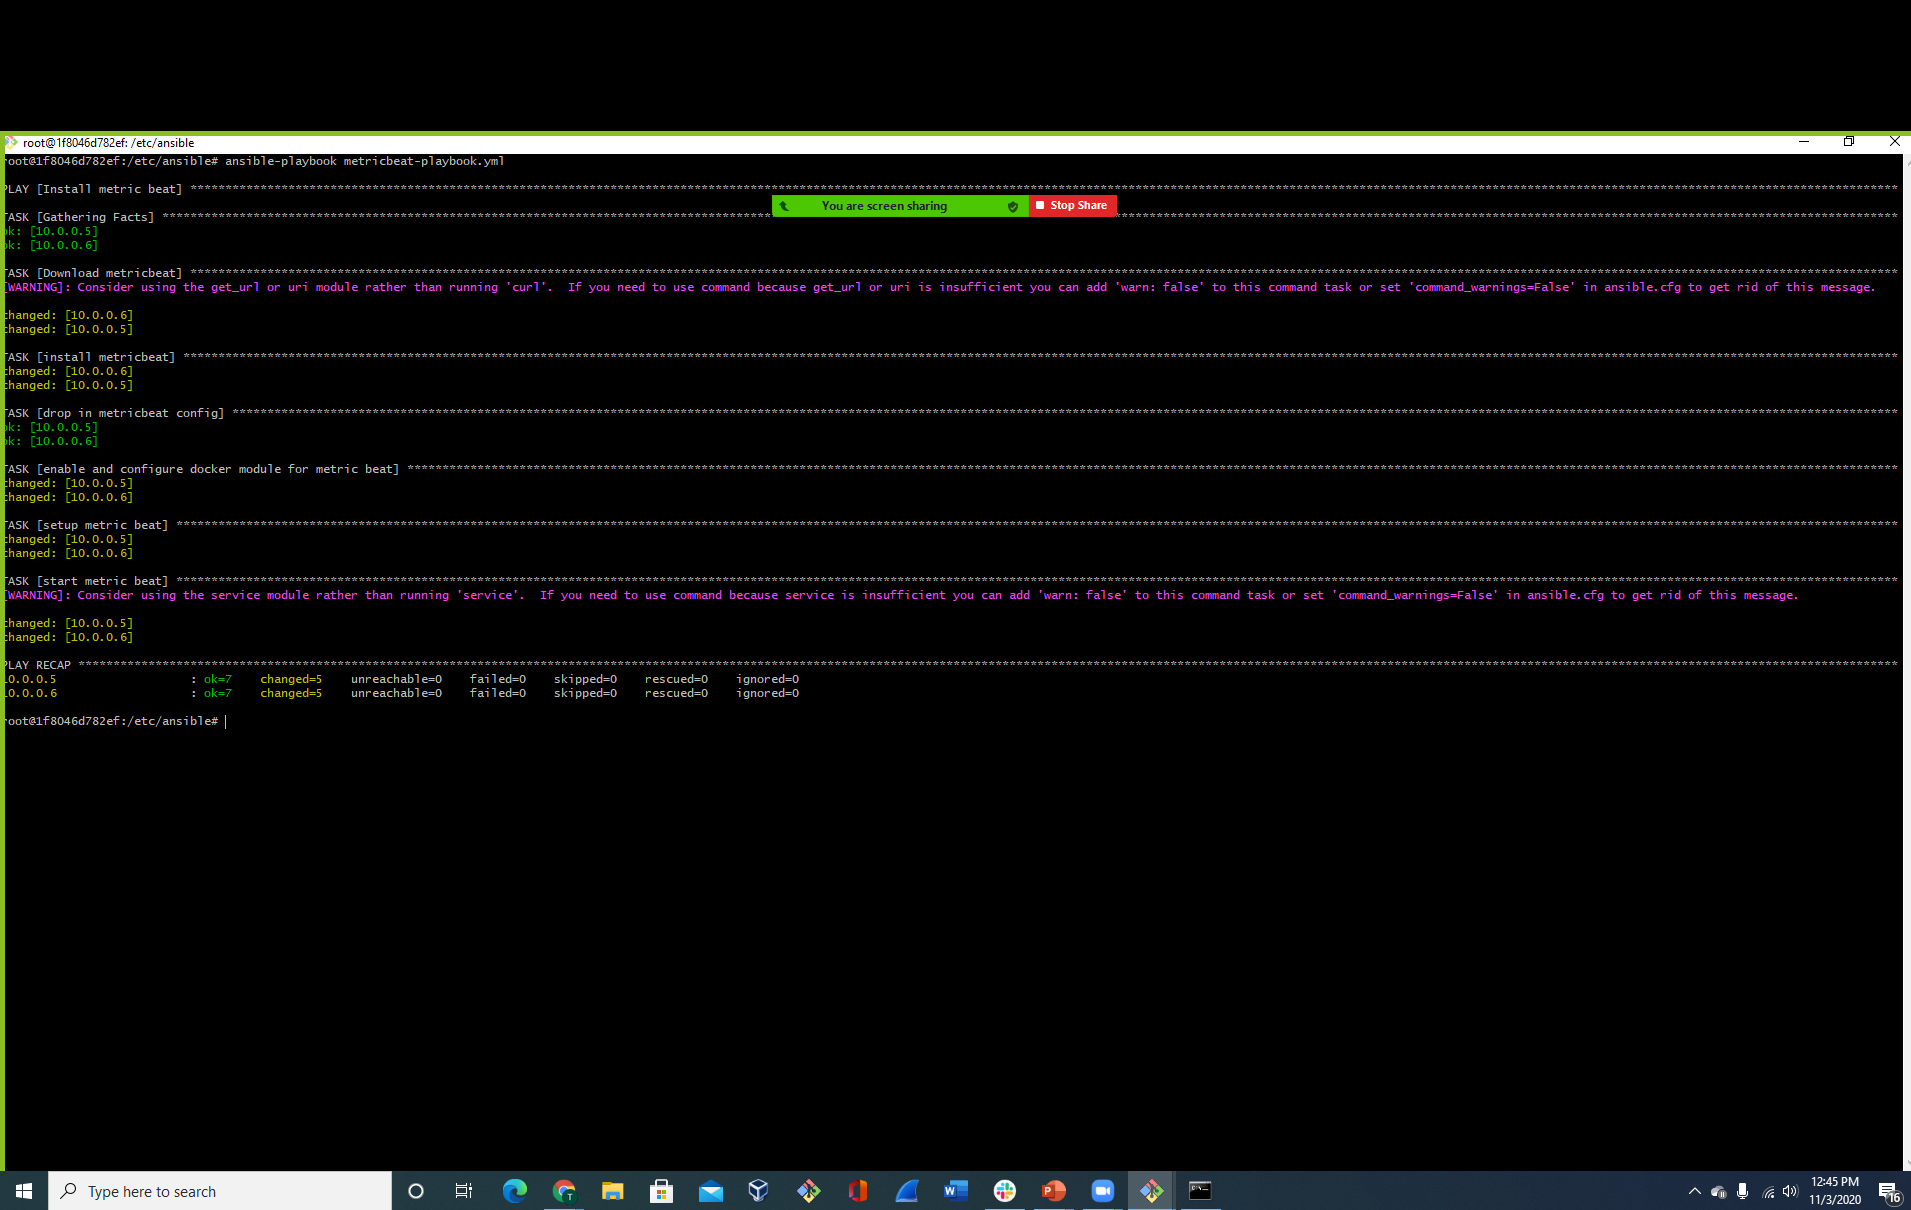 root@1f8046d782ef: /etc/ansible
root@1f8046d782ef:/etc/ansible# ansible-playbook metricbeat-playbook.yml
PLAY [Install metric beat] ****************************************************************
You are screen sharing
Stop Share
TASK [Gathering Facts] ****************************************************************
ok: [10.0.0.5]
ok: [10.0.0.6]
TASK [Download metricbeat] ****************************************************************
[WARNING]: Consider using the get_url or uri module rather than running 'curl'.  If you need to use command because get_url or uri is insufficient you can add 'warn: false' to this command task or set 'command_warnings=False' in ansible.cfg to get rid of this message.
changed: [10.0.0.6]
changed: [10.0.0.5]
TASK [install metricbeat] ****************************************************************
changed: [10.0.0.6]
changed: [10.0.0.5]
TASK [drop in metricbeat config] ****************************************************************
ok: [10.0.0.5]
ok: [10.0.0.6]
TASK [enable and configure docker module for metric beat] ****************************************************************
changed: [10.0.0.5]
changed: [10.0.0.6]
TASK [setup metric beat] ****************************************************************
changed: [10.0.0.5]
changed: [10.0.0.6]
TASK [start metric beat] ****************************************************************
[WARNING]: Consider using the service module rather than running 'service'.  If you need to use command because service is insufficient you can add 'warn: false' to this command task or set 'command_warnings=False' in ansible.cfg to get rid of this message.
changed: [10.0.0.5]
changed: [10.0.0.6]
PLAY RECAP ****************************************************************
10.0.0.5 : ok=7 changed=5 unreachable=0 failed=0 skipped=0 rescued=0 ignored=0
10.0.0.6 : ok=7 changed=5 unreachable=0 failed=0 skipped=0 rescued=0 ignored=0
root@1f8046d782ef:/etc/ansible#
Type here to search
12:45 PM
11/3/2020
16